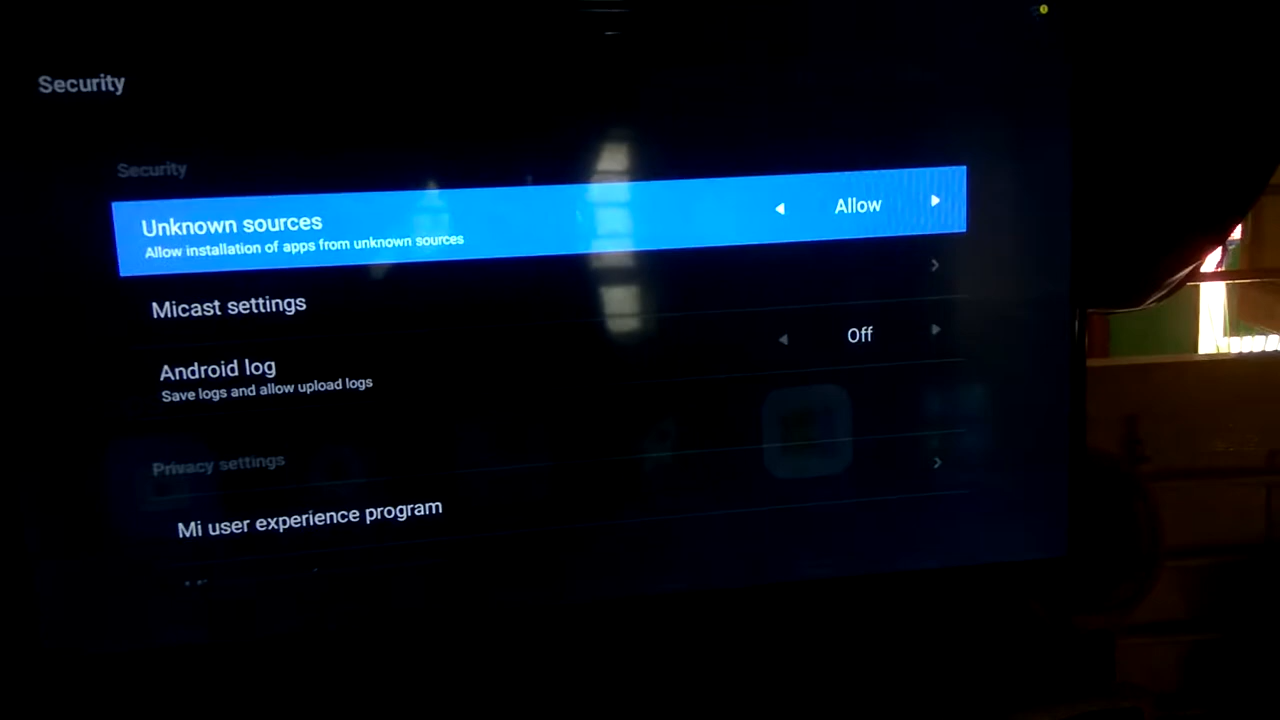 Security
Security
Unknown sources
Allow installation of apps from unknown sources
Allow
Micast settings
Android log
Save logs and allow upload logs
Off
Privacy settings
Mi user experience program